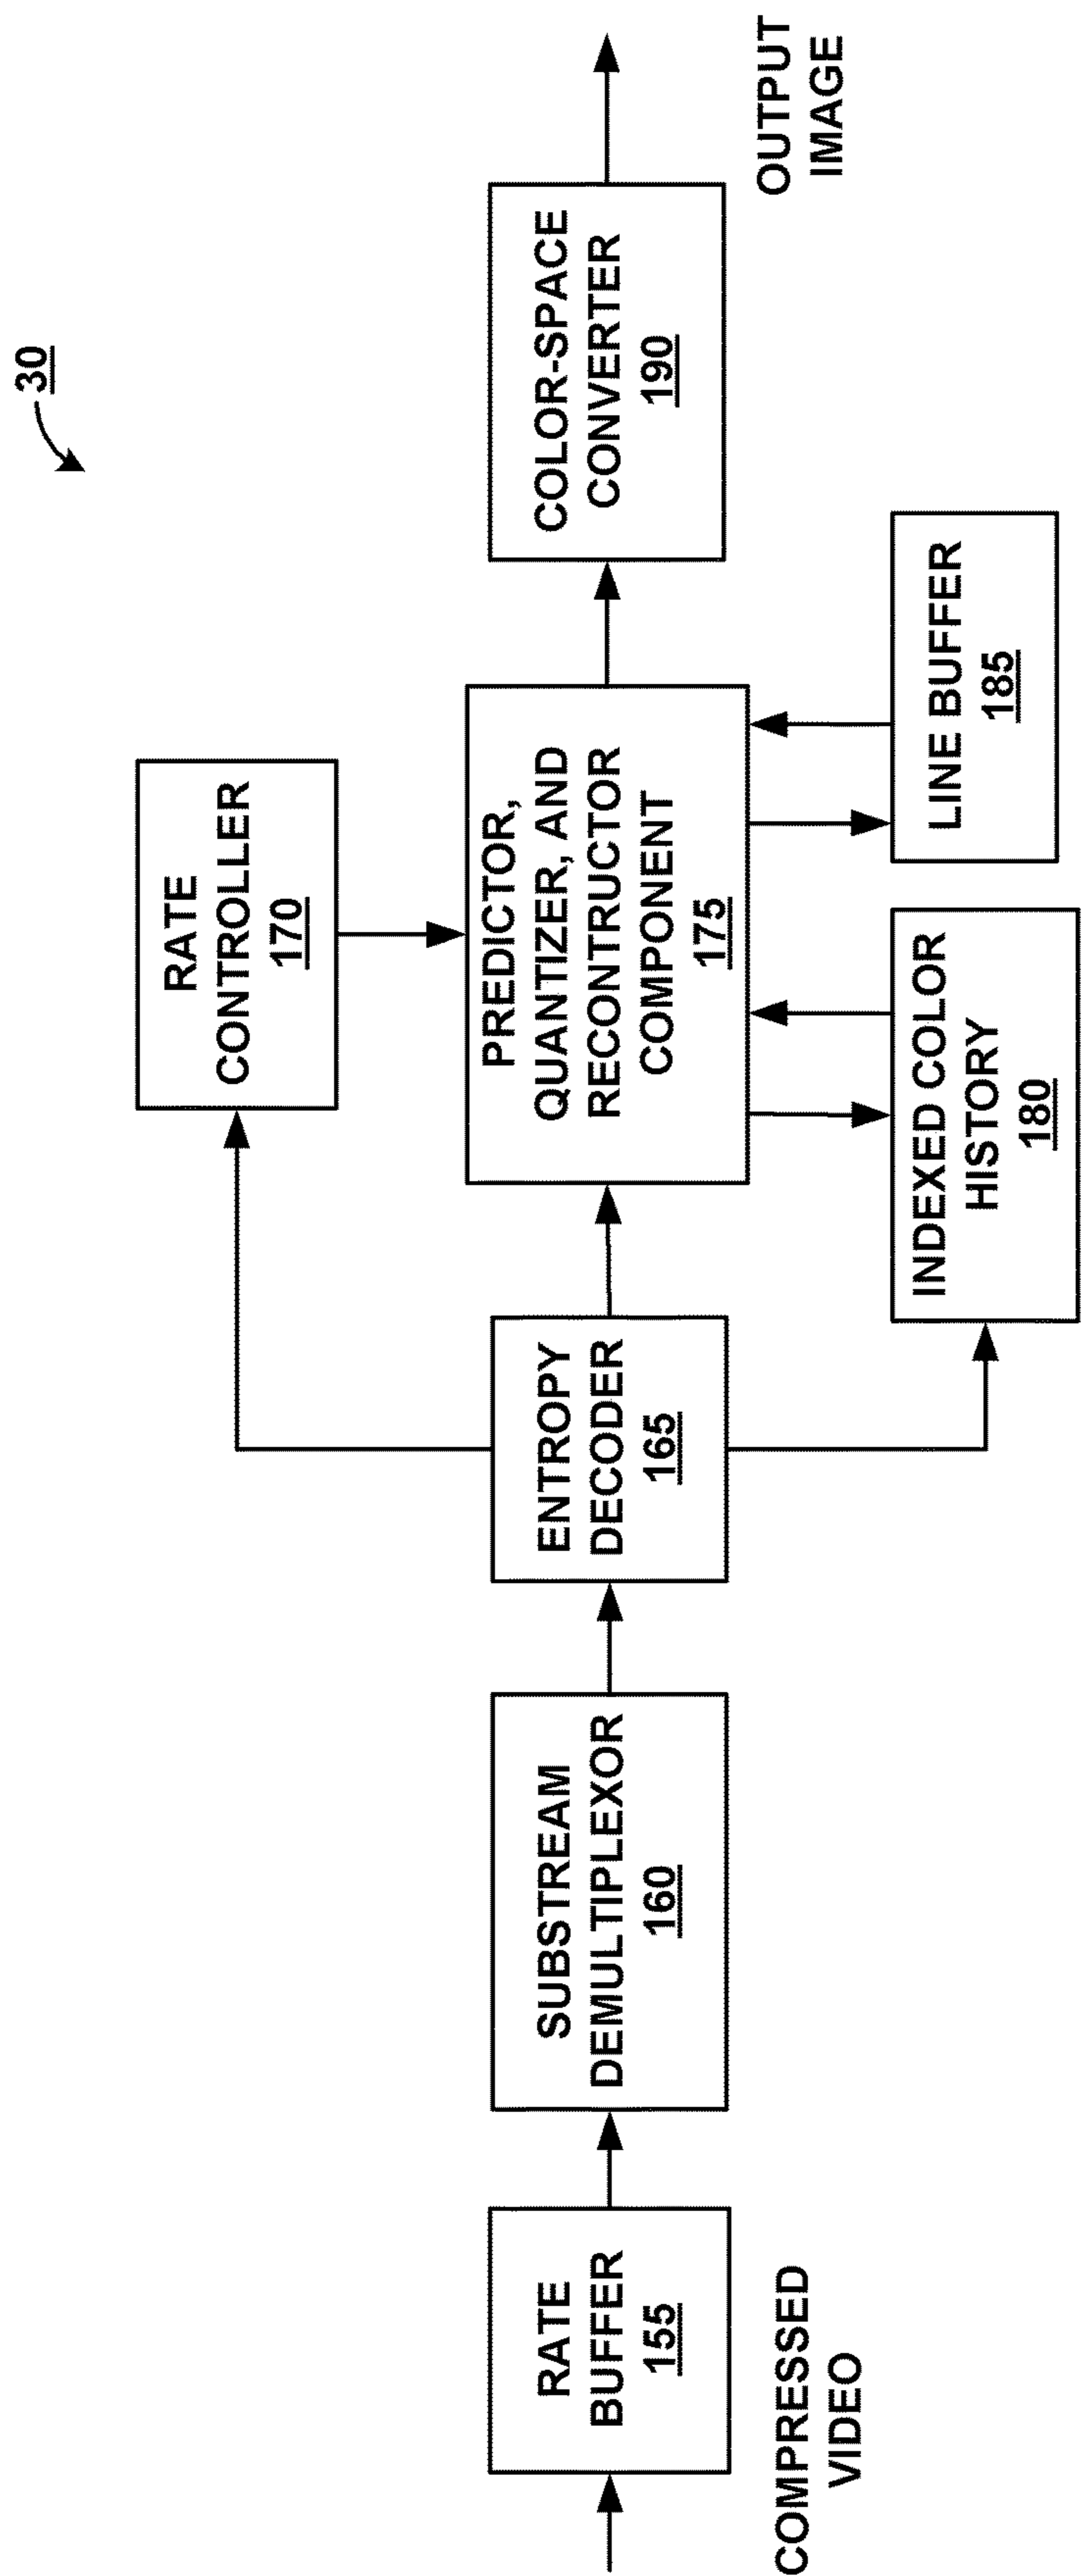 30
RATE
CONTROLLER
170
RATE
BUFFER
155
SUBSTREAM
DEMULTIPLEXOR
160
ENTROPY
DECODER
165
PREDICTOR,
QUANTIZER, AND
RECONTRUCTOR
COMPONENT
175
COLOR-SPACE
CONVERTER
190
COMPRESSED
VIDEO
INDEXED COLOR
HISTORY
180
LINE BUFFER
185
OUTPUT
IMAGE